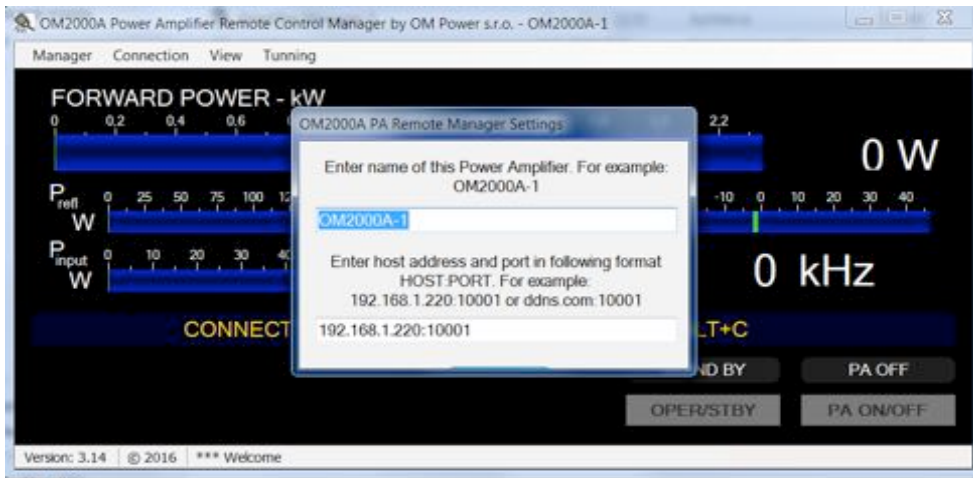 OM2000A Power Amplifier Remote Control Manager by OM Power s.r.o. - OM2000A-1
Manager Connection View Tunning
FORWARD POWER - kW
0 0,2 0,4 0,6 2,2
OM2000A PA Remote Manager Settings
0 W
Enter name of this Power Amplifier. For example:
OM2000A-1
Prefl W
0 25 50 75 100 -10 0 10 20 30 40
OM2000A-1
Pinput W
0 10 20 30
0 kHz
Enter host address and port in following format
HOST:PORT. For example:
192.168.1.220:10001 or ddns.com:10001
CONNECT LT+C
192.168.1.220:10001
ND BY PA OFF
OPER/STBY PA ON/OFF
Version: 3.14 © 2016 *** Welcome